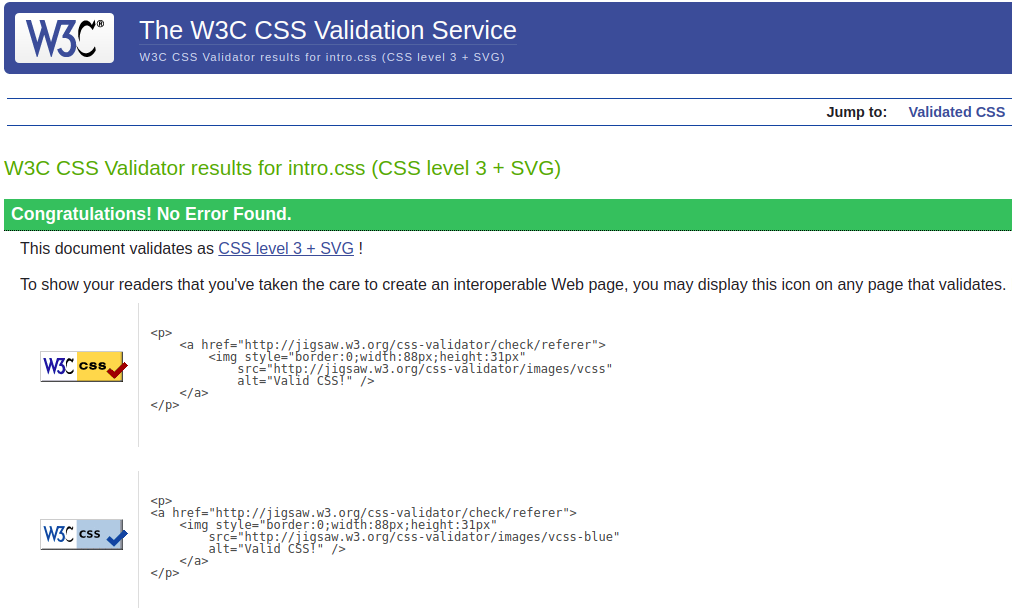 W3C®
The W3C CSS Validation Service
W3C CSS Validator results for intro.css (CSS level 3 + SVG)
Jump to: Validated CSS
W3C CSS Validator results for intro.css (CSS level 3 + SVG)
Congratulations! No Error Found.
This document validates as CSS level 3 + SVG !
To show your readers that you've taken the care to create an interoperable Web page, you may display this icon on any page that validates.
W3C css
<p>
    <a href="http://jigsaw.w3.org/css-validator/check/referer">
        <img style="border:0;width:88px;height:31px"
            src="http://jigsaw.w3.org/css-validator/images/vcss"
            alt="Valid CSS!" />
    </a>
</p>
W3C css
<p>
<a href="http://jigsaw.w3.org/css-validator/check/referer">
    <img style="border:0;width:88px;height:31px"
        src="http://jigsaw.w3.org/css-validator/images/vcss-blue"
        alt="Valid CSS!" />
    </a>
</p>